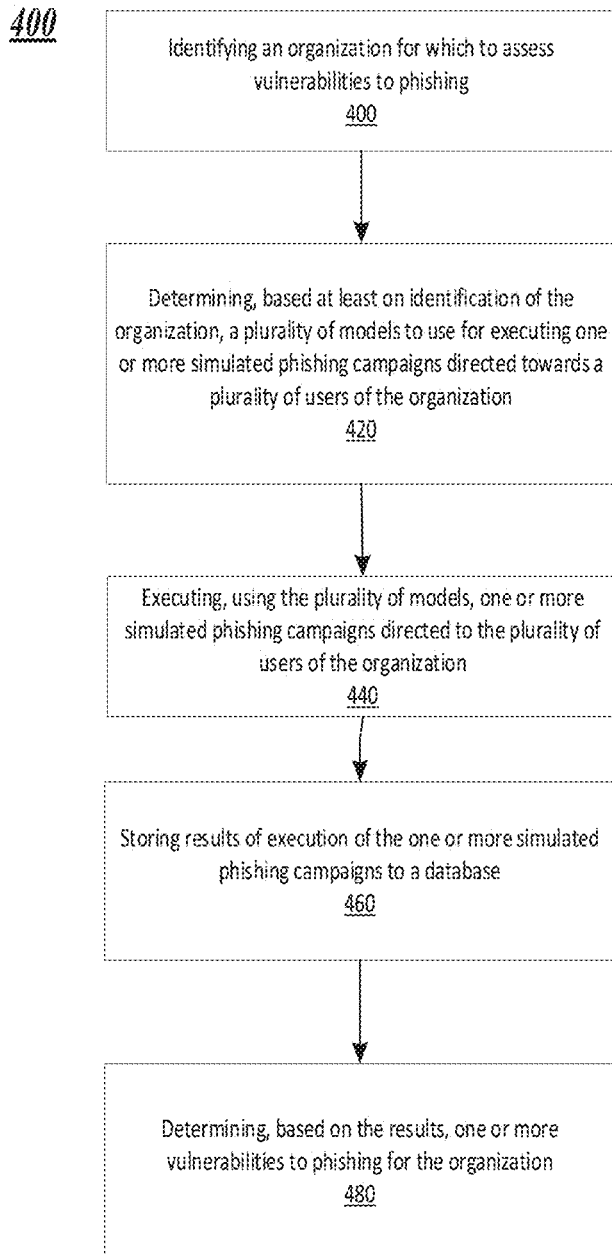 400
Identifying an organization for which to assess
vulnerabilities to phishing
400
Determining, based at least on identification of the
organization, a plurality of models to use for executing one
or more simulated phishing campaigns directed towards a
plurality of users of the organization
420
Executing, using the plurality of models, one or more
simulated phishing campaigns directed to the plurality of
users of the organization
440
Storing results of execution of the one or more simulated
phishing campaigns to a database
460
Determining, based on the results, one or more
vulnerabilities to phishing for the organization
480